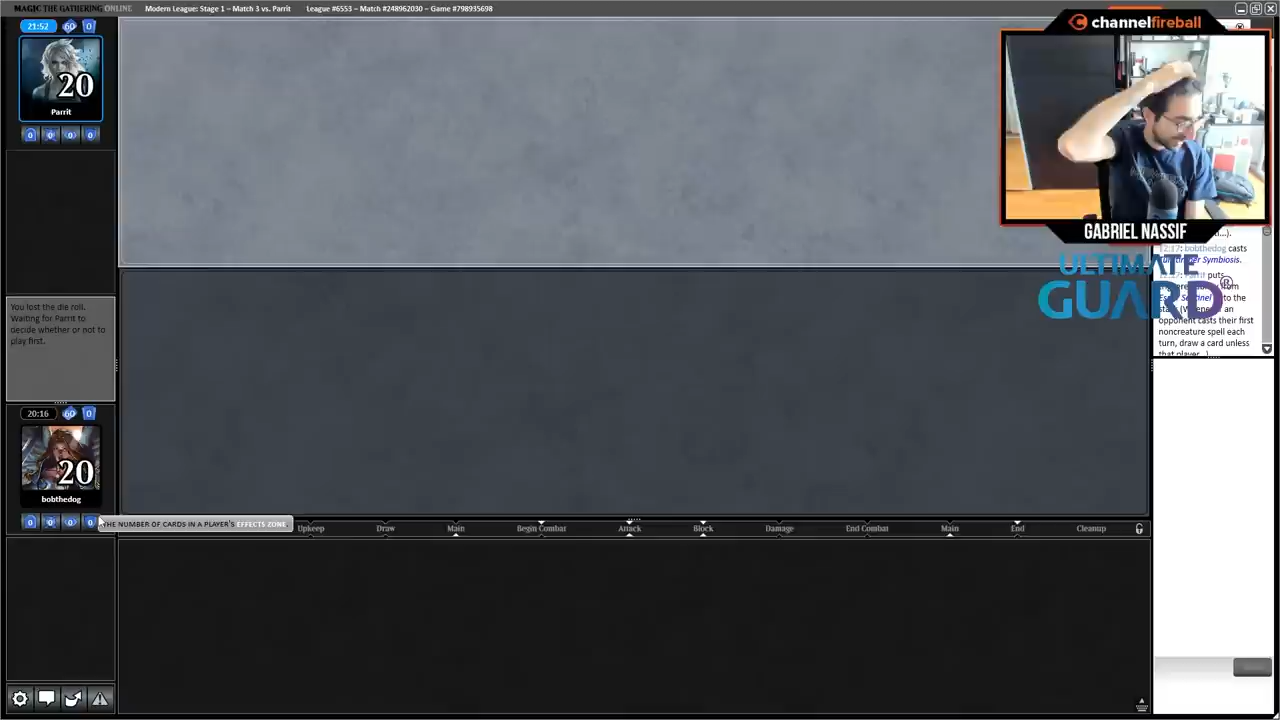 MAGIC THE GATHERING ONLINE
Modern League: Stage 1 – Match 3 vs. Parrit
League #6553 – Match #248962030 – Game #798935698
21:52
60
0
20
Parrit
0 0 0 0
You lost the die roll.
Waiting for Parrit to
decide whether or not to
play first.
20:16
60
0
20
bobthedog
0 0 0 0
THE NUMBER OF CARDS IN A PLAYER'S EFFECTS ZONE
Upkeep
Draw
Main
Begin Combat
Attack
Block
Damage
End Combat
Main
End
Cleanup
channelfireball
GABRIEL NASSIF
ULTIMATE
GUARD
12:17: bobthedog casts
Symbiosis.
puts
from
Sentinel
to the
an
opponent casts their first
noncreature spell each
turn, draw a card unless
that player...).